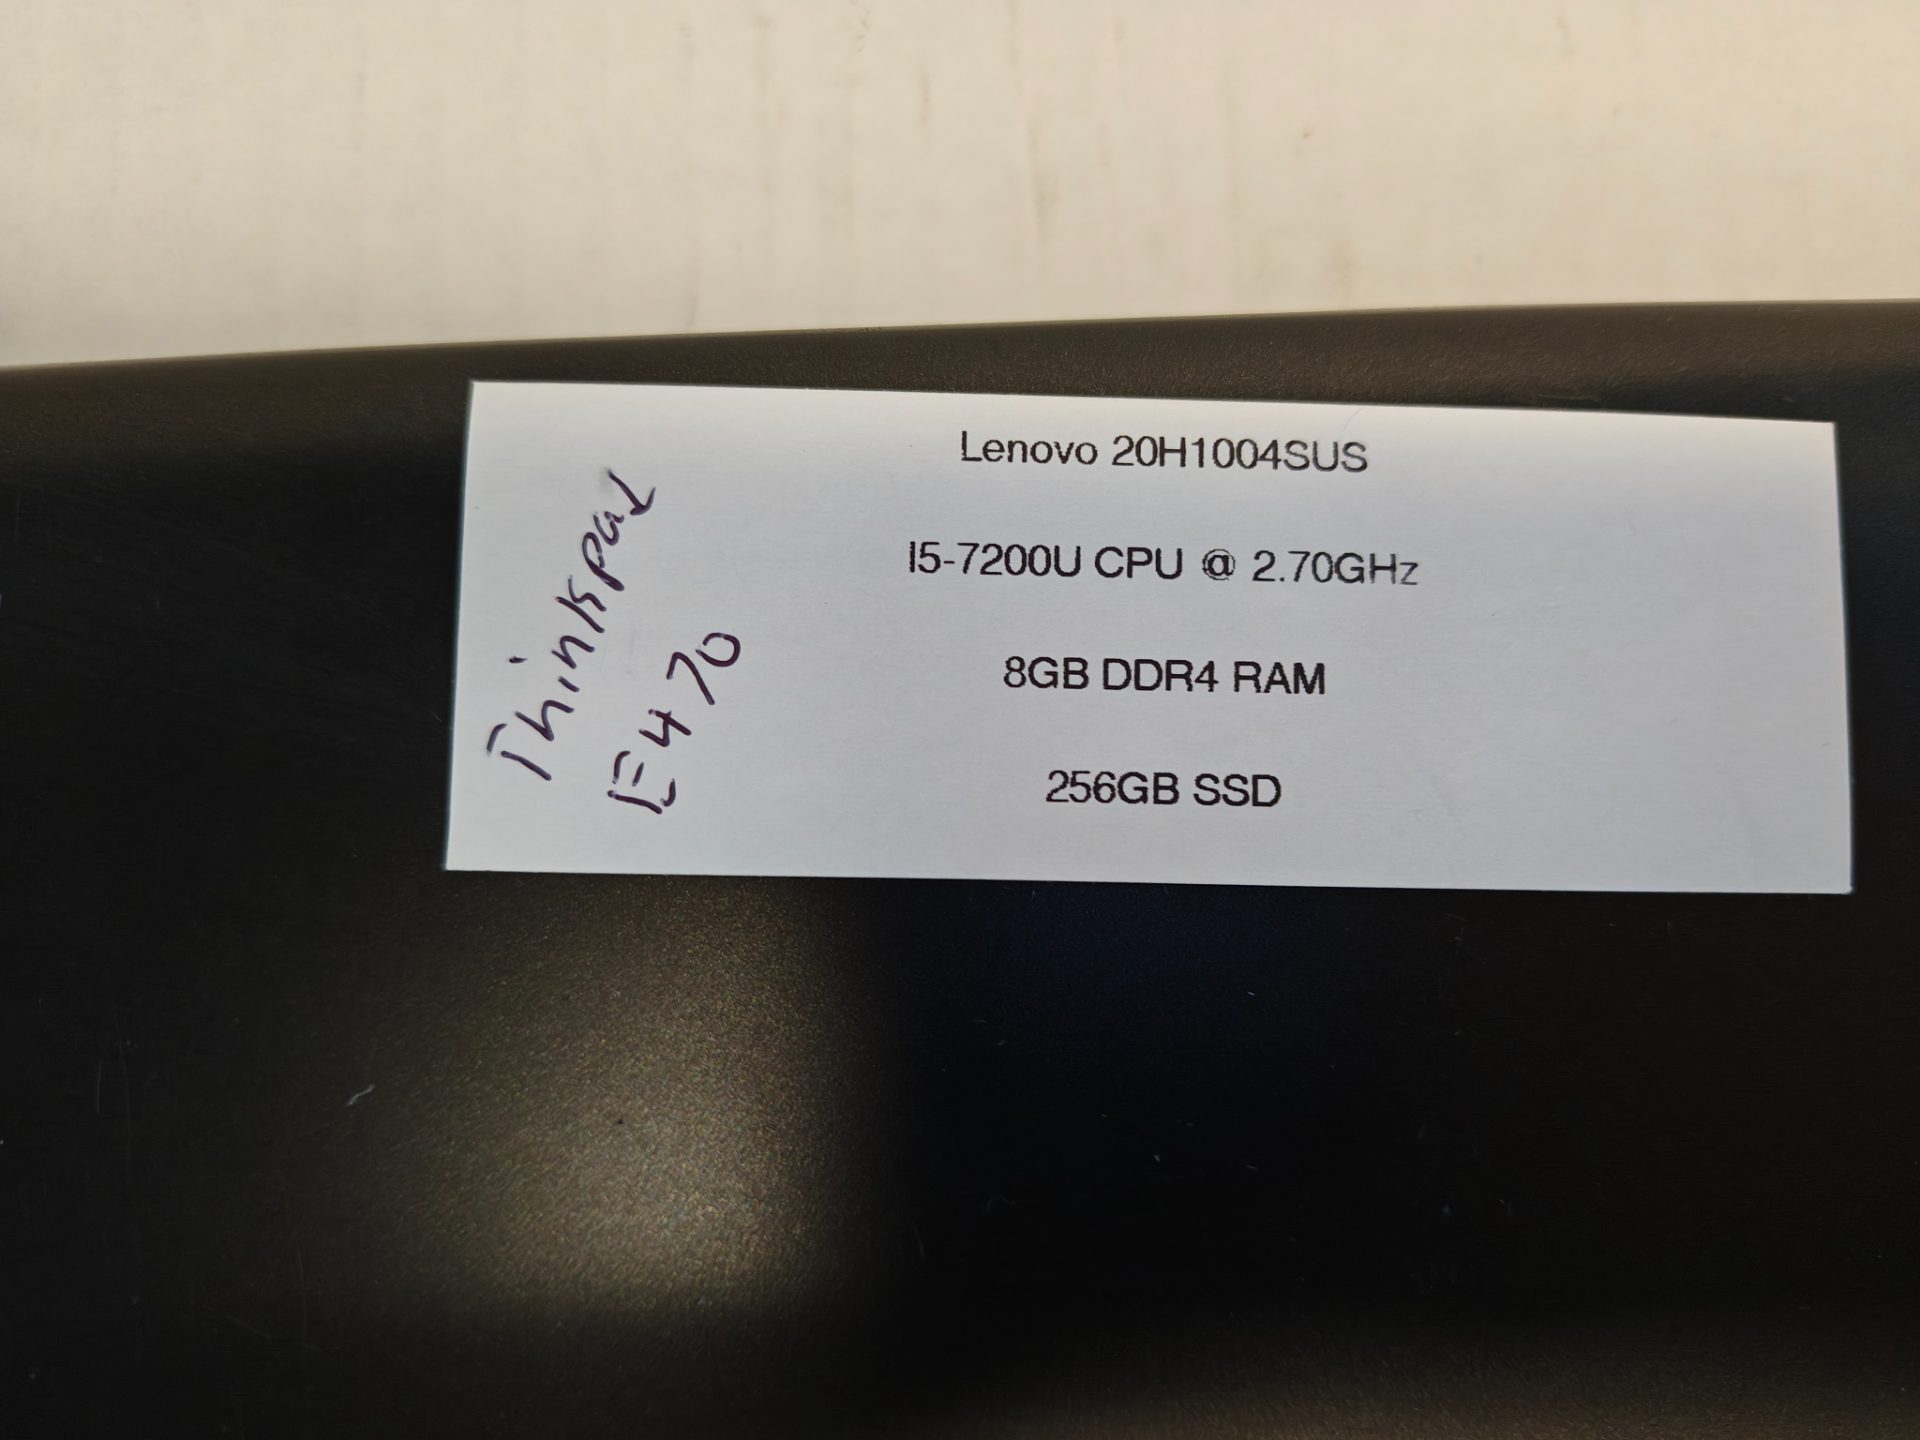 Lenovo 20H1004SUS
I5-7200U CPU @ 2.70GHz
8GB DDR4 RAM
256GB SSD
Thinkpad
E470